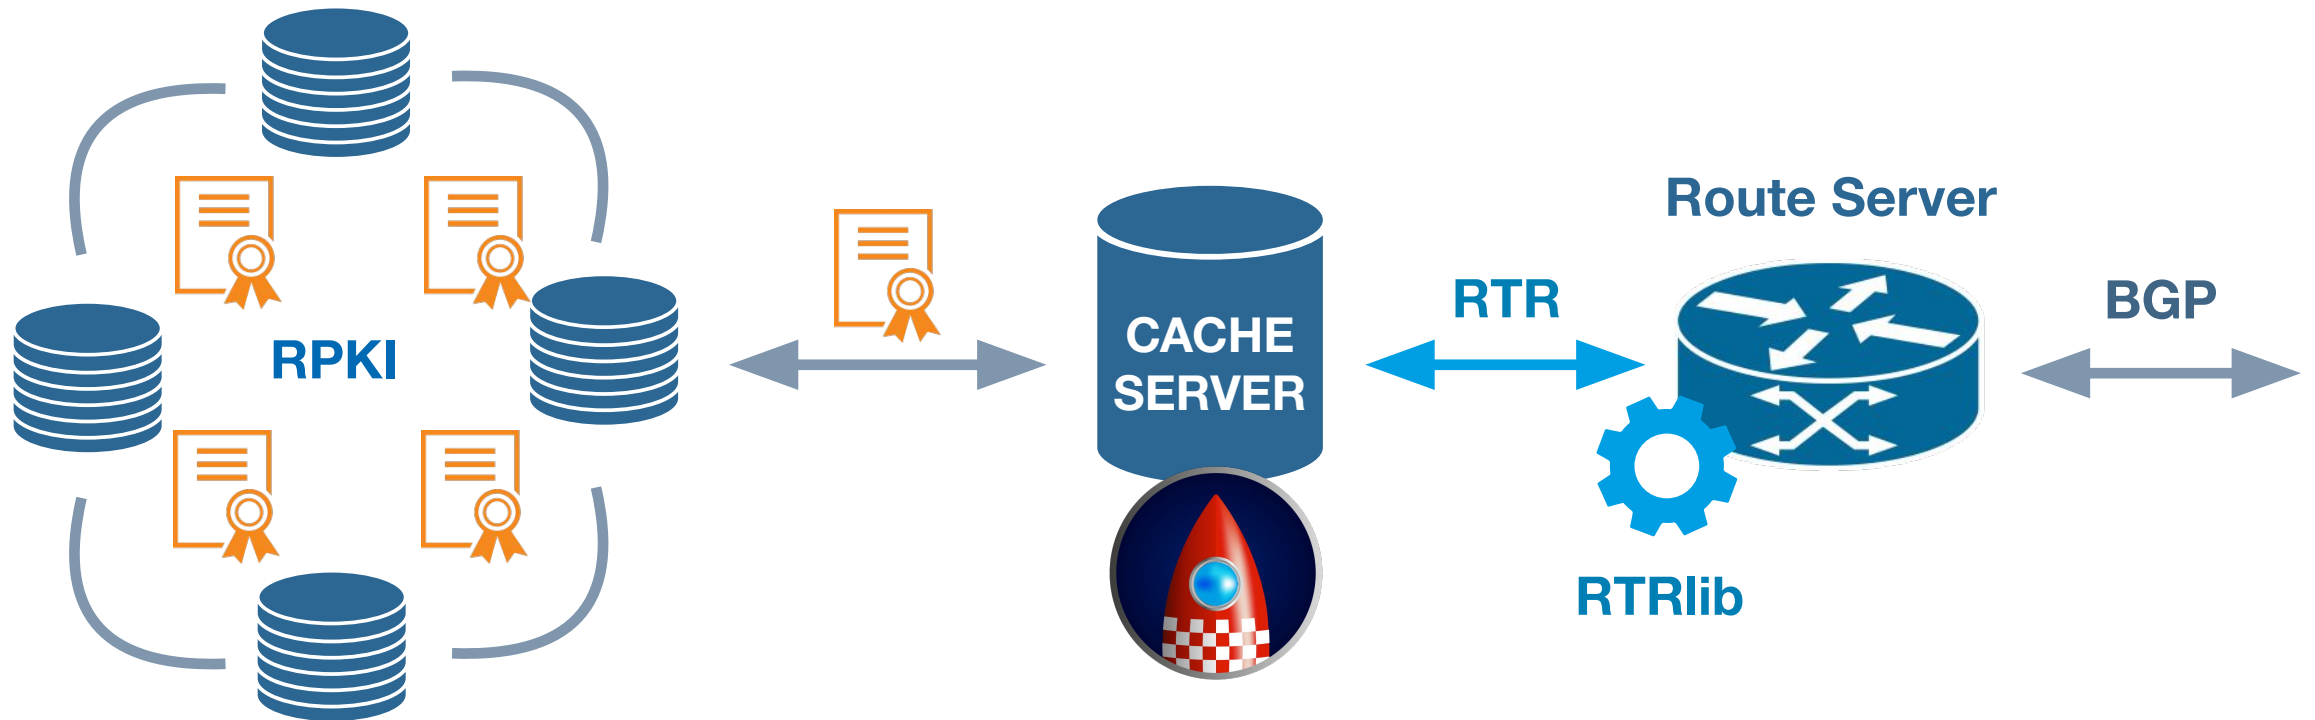 RPKI
CACHE
SERVER
RTR
Route Server
RTRlib
BGP